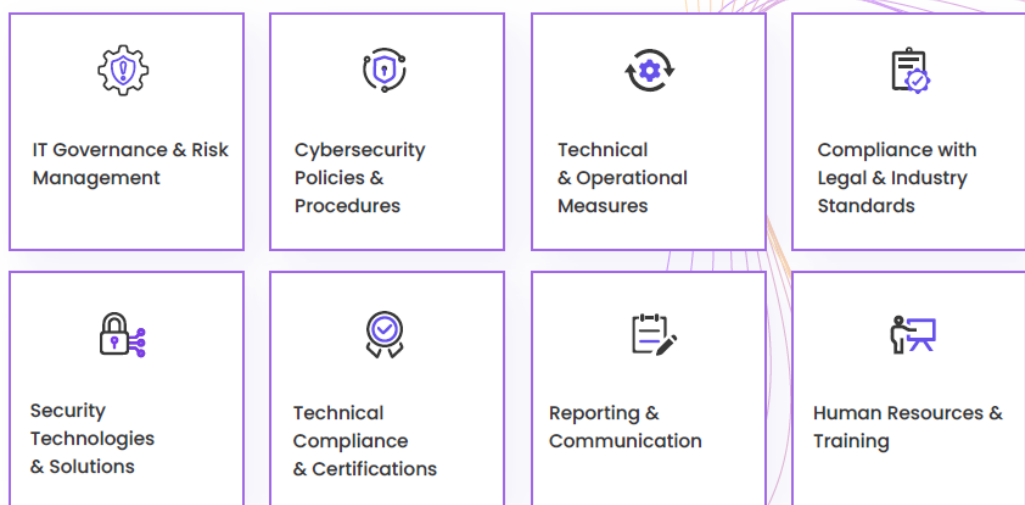 IT Governance & Risk
Management
Cybersecurity
Policies &
Procedures
Technical
& Operational
Measures
Compliance with
Legal & Industry
Standards
Security
Technologies
& Solutions
Technical
Compliance
& Certifications
Reporting &
Communication
Human Resources &
Training